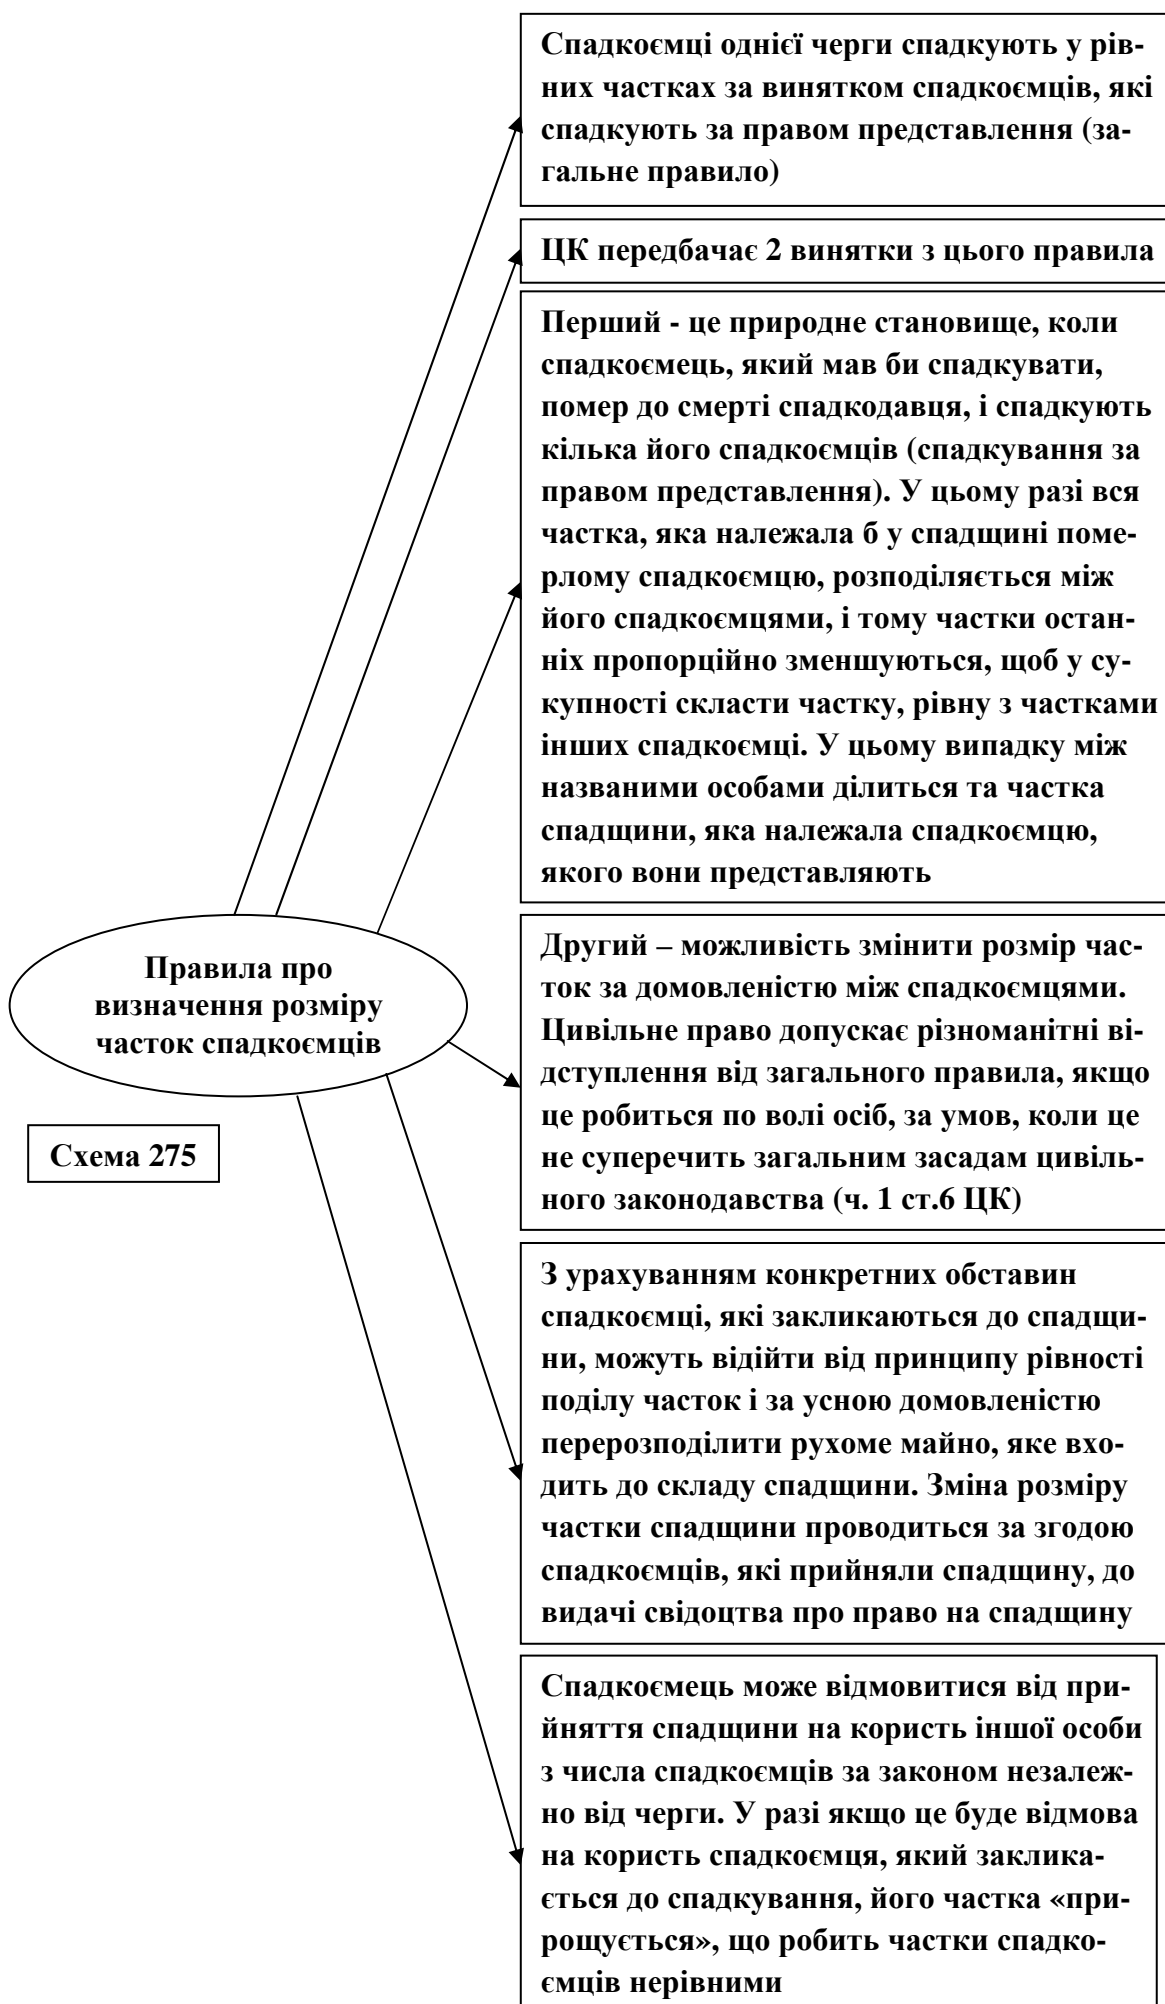 Спадкоємці однієї черги спадкують у рів-
них частках за винятком спадкоємців, які
спадкують за правом представлення (за-
гальне правило)
ЦК передбачає 2 винятки з цього правила
Перший - це природне становище, коли
спадкоємець, який мав би спадкувати,
помер до смерті спадкодавця, і спадкують
кілька його спадкоємців (спадкування за
правом представлення). У цьому разі вся
частка, яка належала б у спадщині поме-
рлому спадкоємцю, розподіляється між
його спадкоємцями, і тому частки остан-
ніх пропорційно зменшуються, щоб у су-
купності скласти частку, рівну з частками
інших спадкоємці. У цьому випадку між
названими особами ділиться та частка
спадщини, яка належала спадкоємцю,
якого вони представляють
Правила про
визначення розміру
часток спадкоємців
Другий – можливість змінити розмір час-
ток за домовленістю між спадкоємцями.
Цивільне право допускає різноманітні ві-
дступлення від загального правила, якщо
це робиться по волі осіб, за умов, коли це
не суперечить загальним засадам цивіль-
ного законодавства (ч. 1 ст.6 ЦК)
Схема 275
З урахуванням конкретних обставин
спадкоємці, які закликаються до спадщи-
ни, можуть відійти від принципу рівності
поділу часток і за усною домовленістю
перерозподілити рухоме майно, яке вхо-
дить до складу спадщини. Зміна розміру
частки спадщини проводиться за згодою
спадкоємців, які прийняли спадщину, до
видачі свідоцтва про право на спадщину
Спадкоємець може відмовитися від при-
йняття спадщини на користь іншої особи
з числа спадкоємців за законом незалеж-
но від черги. У разі якщо це буде відмова
на користь спадкоємця, який заклика-
ється до спадкування, його частка «при-
рощується», що робить частки спадко-
ємців нерівними